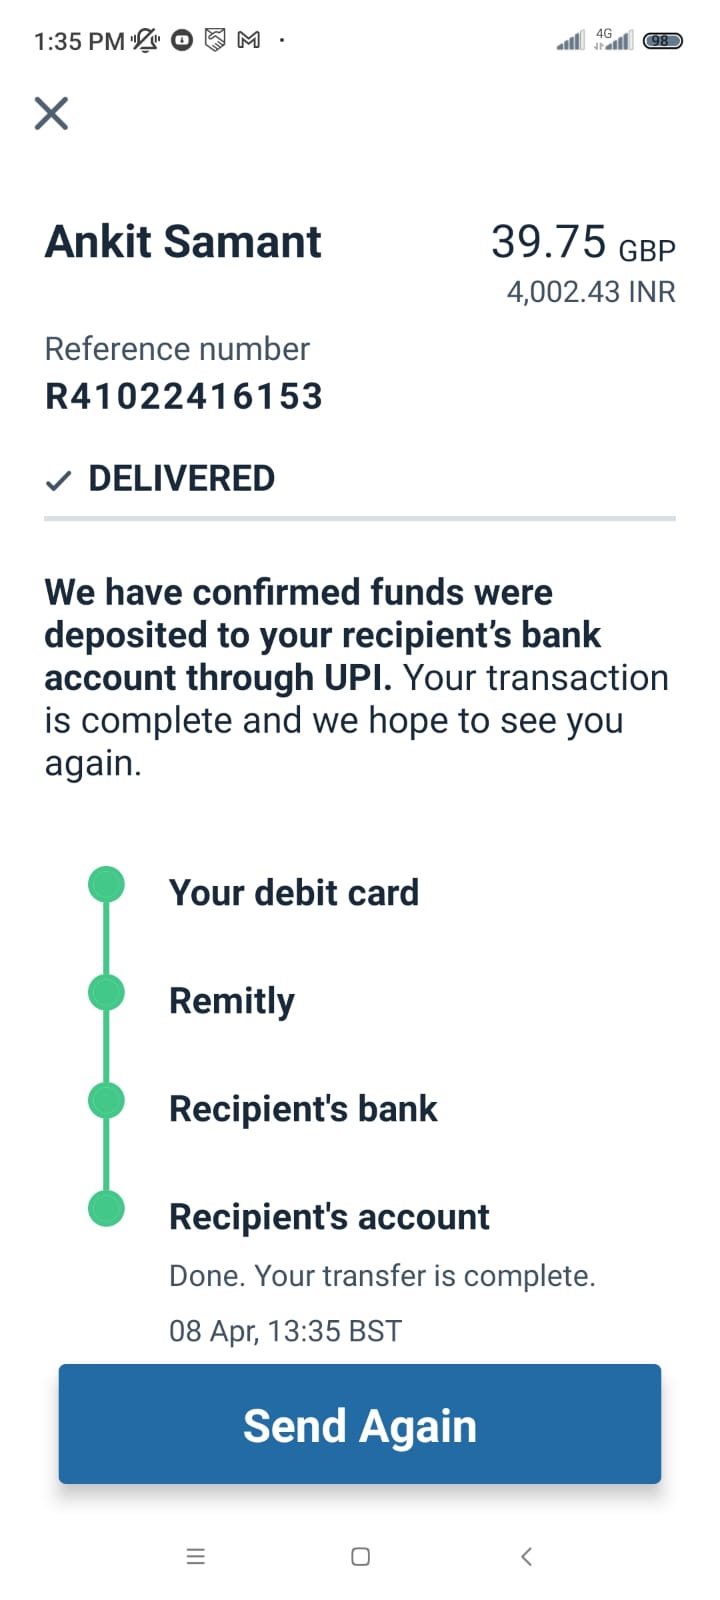 1:35 PM
4G
98
Ankit Samant
39.75 GBP
4,002.43 INR
Reference number
R41022416153
DELIVERED
We have confirmed funds were
deposited to your recipient's bank
account through UPI. Your transaction
is complete and we hope to see you
again.
Your debit card
Remitly
Recipient's bank
Recipient's account
Done. Your transfer is complete.
08 Apr, 13:35 BST
Send Again